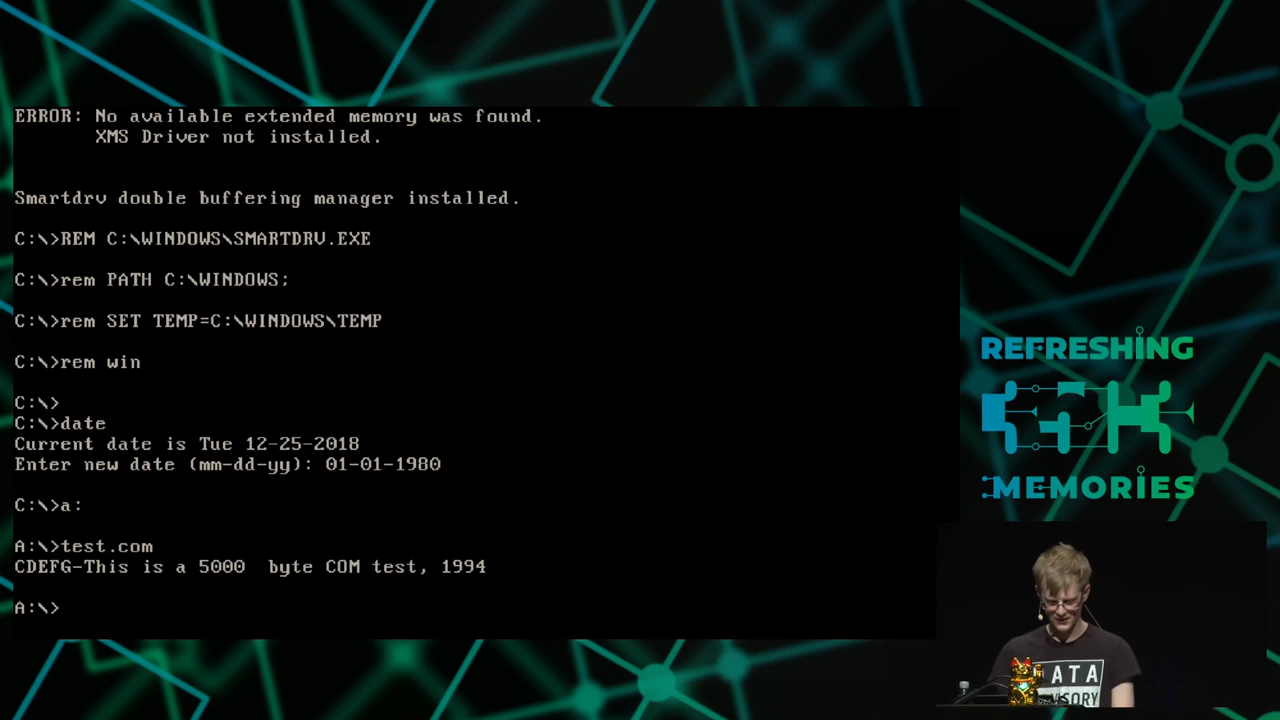 ERROR: No available extended memory was found.
XMS Driver not installed.
Smartdrv double buffering manager installed.
C:\>REM C:\WINDOWS\SMARTDRV.EXE
C:\>rem PATH C:\WINDOWS;
C:\>rem SET TEMP=C:\WINDOWS\TEMP
C:\>rem win
C:\>
C:\>date
Current date is Tue 12-25-2018
Enter new date (mm-dd-yy): 01-01-1980
C:\>a:
A:\>test.com
CDEFG-This is a 5000  byte COM test, 1994
A:\>
REFRESHING
35C3
MEMORIES
ATA